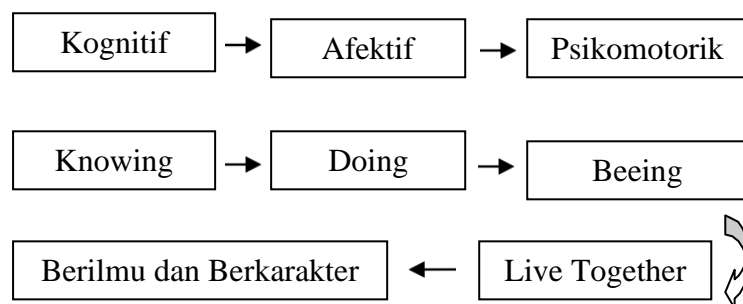 Kognitif Afektif Psikomotorik
Knowing Doing Beeing
Berilmu dan Berkarakter Live Together